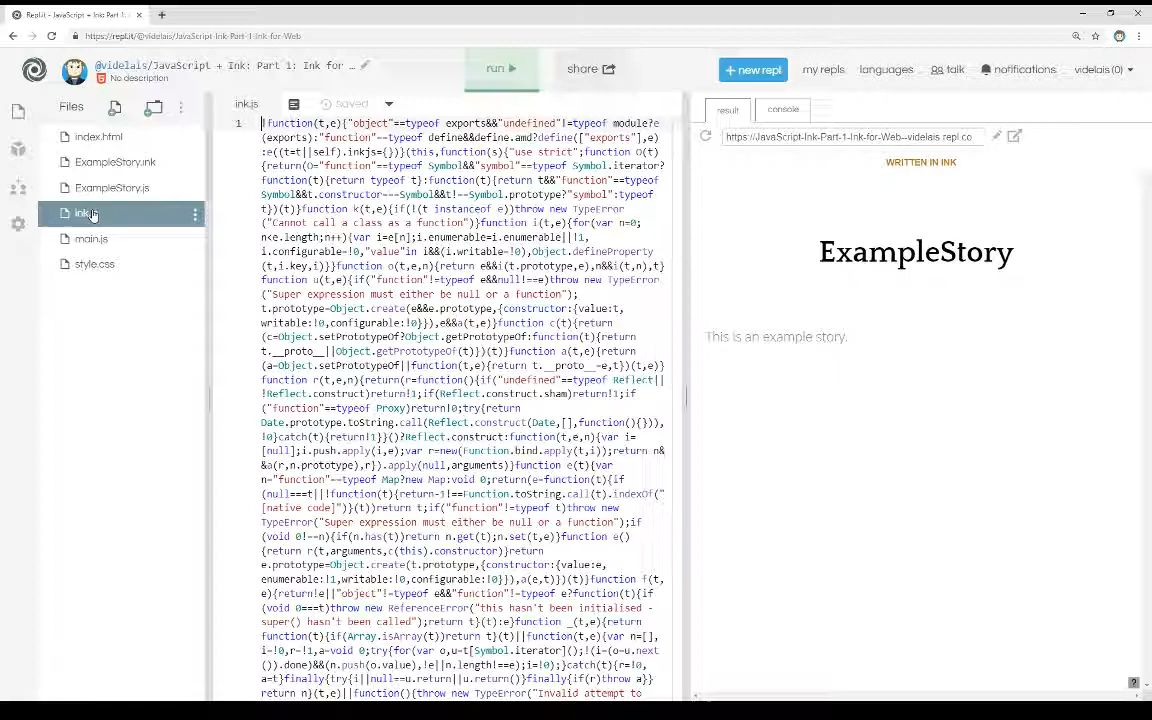 Repl.it - JavaScript + Ink: Part 1:
https://repl.it/@videlais/JavaScript-Ink-Part-1-Ink-for-Web
@videlais/JavaScript + Ink: Part 1: Ink for ...
No description
run
share
+ new repl
my repls
languages
talk
notifications
videlais (0)
Files
index.html
ExampleStory.ink
ExampleStory.js
ink.js
main.js
style.css
ink.js
saved
1
!function(t,e){"object"==typeof exports&&"undefined"!=typeof module?e
(exports):"function"==typeof define&&define.amd?define(["exports"],e)
:e((t=t||self).inkjs={})}(this,function(s){"use strict";function O(t)
{return(O="function"==typeof Symbol&&"symbol"==typeof Symbol.iterator?
function(t){return typeof t}:function(t){return t&&"function"==typeof
Symbol&&t.constructor===Symbol&&t!==Symbol.prototype?"symbol":typeof
t})(t)}function k(t,e){if(!(t instanceof e))throw new TypeError
("Cannot call a class as a function")}function i(t,e){for(var n=0;
n<e.length;n++){var i=e[n];i.enumerable=i.enumerable||!1,
i.configurable=!0,"value"in i&&(i.writable=!0),Object.defineProperty
(t,i.key,i)}}function o(t,e,n){return e&&i(t.prototype,e),n&&i(t,n),t}
function u(t,e){if("function"!=typeof e&&null!==e)throw new TypeError
("Super expression must either be null or a function");
t.prototype=Object.create(e&&e.prototype,{constructor:{value:t,
writable:!0,configurable:!0}}),e&&a(t,e)}function c(t){return
(c=Object.setPrototypeOf?Object.getPrototypeOf:function(t){return
t.__proto__||Object.getPrototypeOf(t)})(t)}function a(t,e){return
(a=Object.setPrototypeOf||function(t,e){return t.__proto__=e,t})(t,e)}
function r(t,e,n){return(r=function(){if("undefined"==typeof Reflect||
!Reflect.construct)return!1;if(Reflect.construct.sham)return!1;if
("function"==typeof Proxy)return!0;try{return
Date.prototype.toString.call(Reflect.construct(Date,[],function(){})),
!0}catch(t){return!1}}()?Reflect.construct:function(t,e,n){var i=
[null];i.push.apply(i,e);var r=new(Function.bind.apply(t,i));return n&
&a(r,n.prototype),r}).apply(null,arguments)}function e(t){var
n="function"==typeof Map?new Map:void 0;return(e=function(t){if
(null===t||!function(t){return-1!==Function.toString.call(t).indexOf("
[native code]")}(t))return t;if("function"!=typeof t)throw new
TypeError("Super expression must either be null or a function");if
(void 0!==n){if(n.has(t))return n.get(t);n.set(t,e)}function e()
{return r(t,arguments,c(this).constructor)}return
e.prototype=Object.create(t.prototype,{constructor:{value:e,
enumerable:!1,writable:!0,configurable:!0}}),a(e,t)})(t)}function f(t,
e){return!e||"object"!=typeof e&&"function"!=typeof e?function(t){if
(void 0===t)throw new ReferenceError("this hasn't been initialised -
super() hasn't been called");return t}(t):e}function _(t,e){return
function(t){if(Array.isArray(t))return t}(t)||function(t,e){var n=[],
i=!0,r=!1,a=void 0;try{for(var o,u=t[Symbol.iterator]();!(i=(o=u.next
()).done)&&(n.push(o.value),!e||n.length!==e);i=!0);}catch(t){r=!0,
a=t}finally{try{i||null==u.return||u.return()}finally{if(r)throw a}}
return n}(t,e)||function(){throw new TypeError("Invalid attempt to
result
console
https://JavaScript-Ink-Part-1-Ink-for-Web--videlais.repl.co
WRITTEN IN INK
ExampleStory
This is an example story.
?